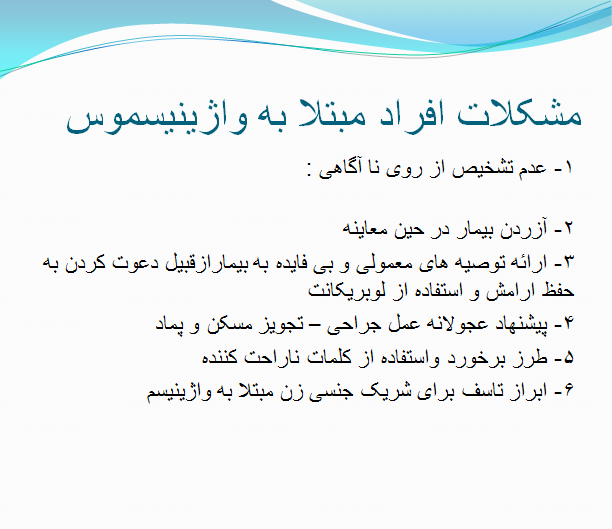 مشکلات افراد مبتلا به واژینیسموس
۱- عدم تشخیص از روی نا آگاهی :
۲- آزردن بیمار در حین معاینه
۳- ارائه توصیه های معمولی و بی فایده به بیمارازقبیل دعوت کردن به
حفظ ارامش و استفاده از لوبریکانت
۴- پیشنهاد عجولانه عمل جراحی – تجویز مسکن و پماد
۵- طرز برخورد واستفاده از کلمات ناراحت کننده
۶- ابراز تاسف برای شریک جنسی زن مبتلا به واژینیسم